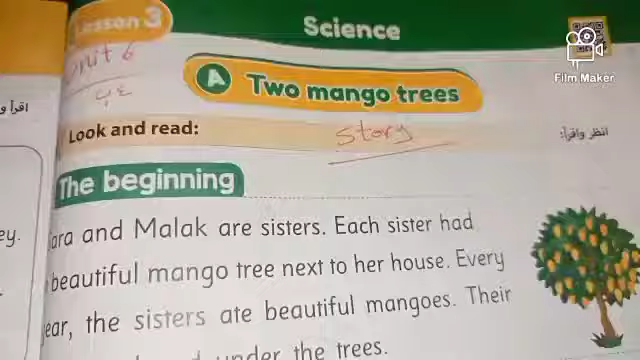 Lesson 3
Science
Film Maker
Unit 6
A Two mango trees
اقرأ و
Look and read:
story
انظر واقرأ:
The beginning
ara and Malak are sisters. Each sister had
ey.
beautiful mango tree next to her house. Every
ear, the sisters ate beautiful mangoes. Their
under the trees.